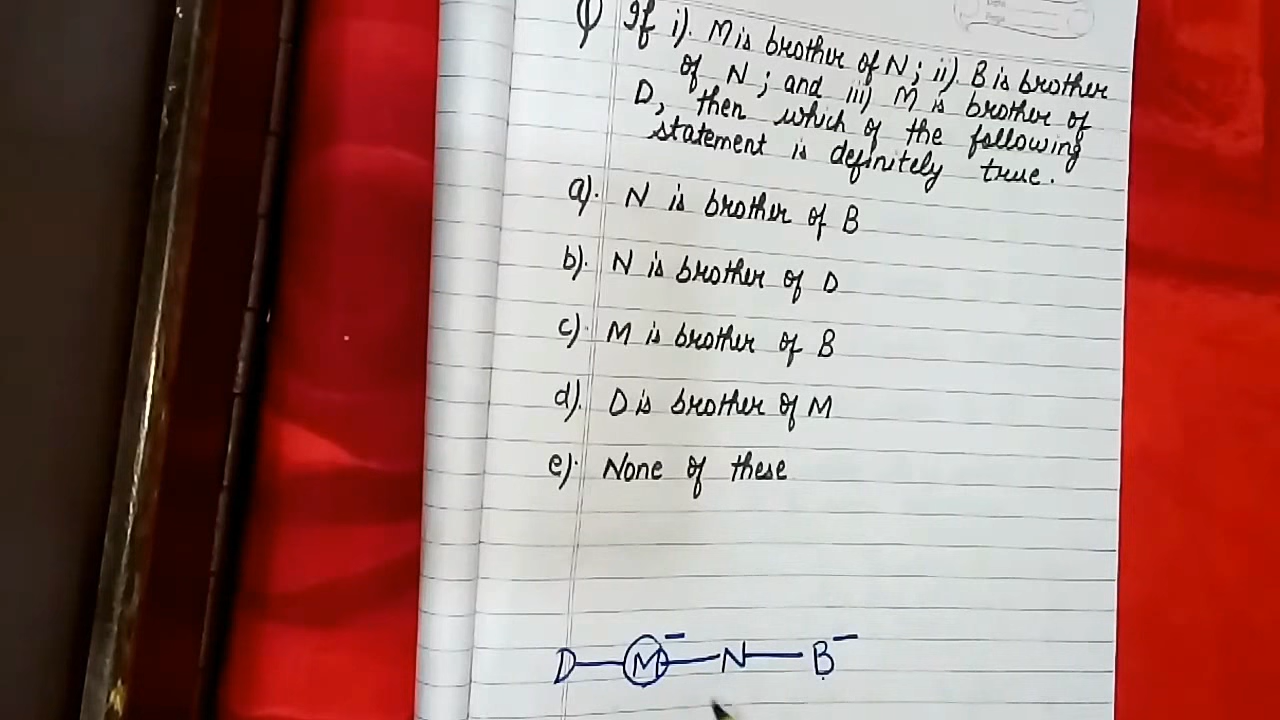 Q If i). M is brother of N; ii). B is brother
of N; and iii) M is brother of
D, then which of the following
statement is definitely true.
a). N is brother of B
b). N is brother of D
c). M is brother of B
d). D is brother of M
e). None of these
D—M—N—B